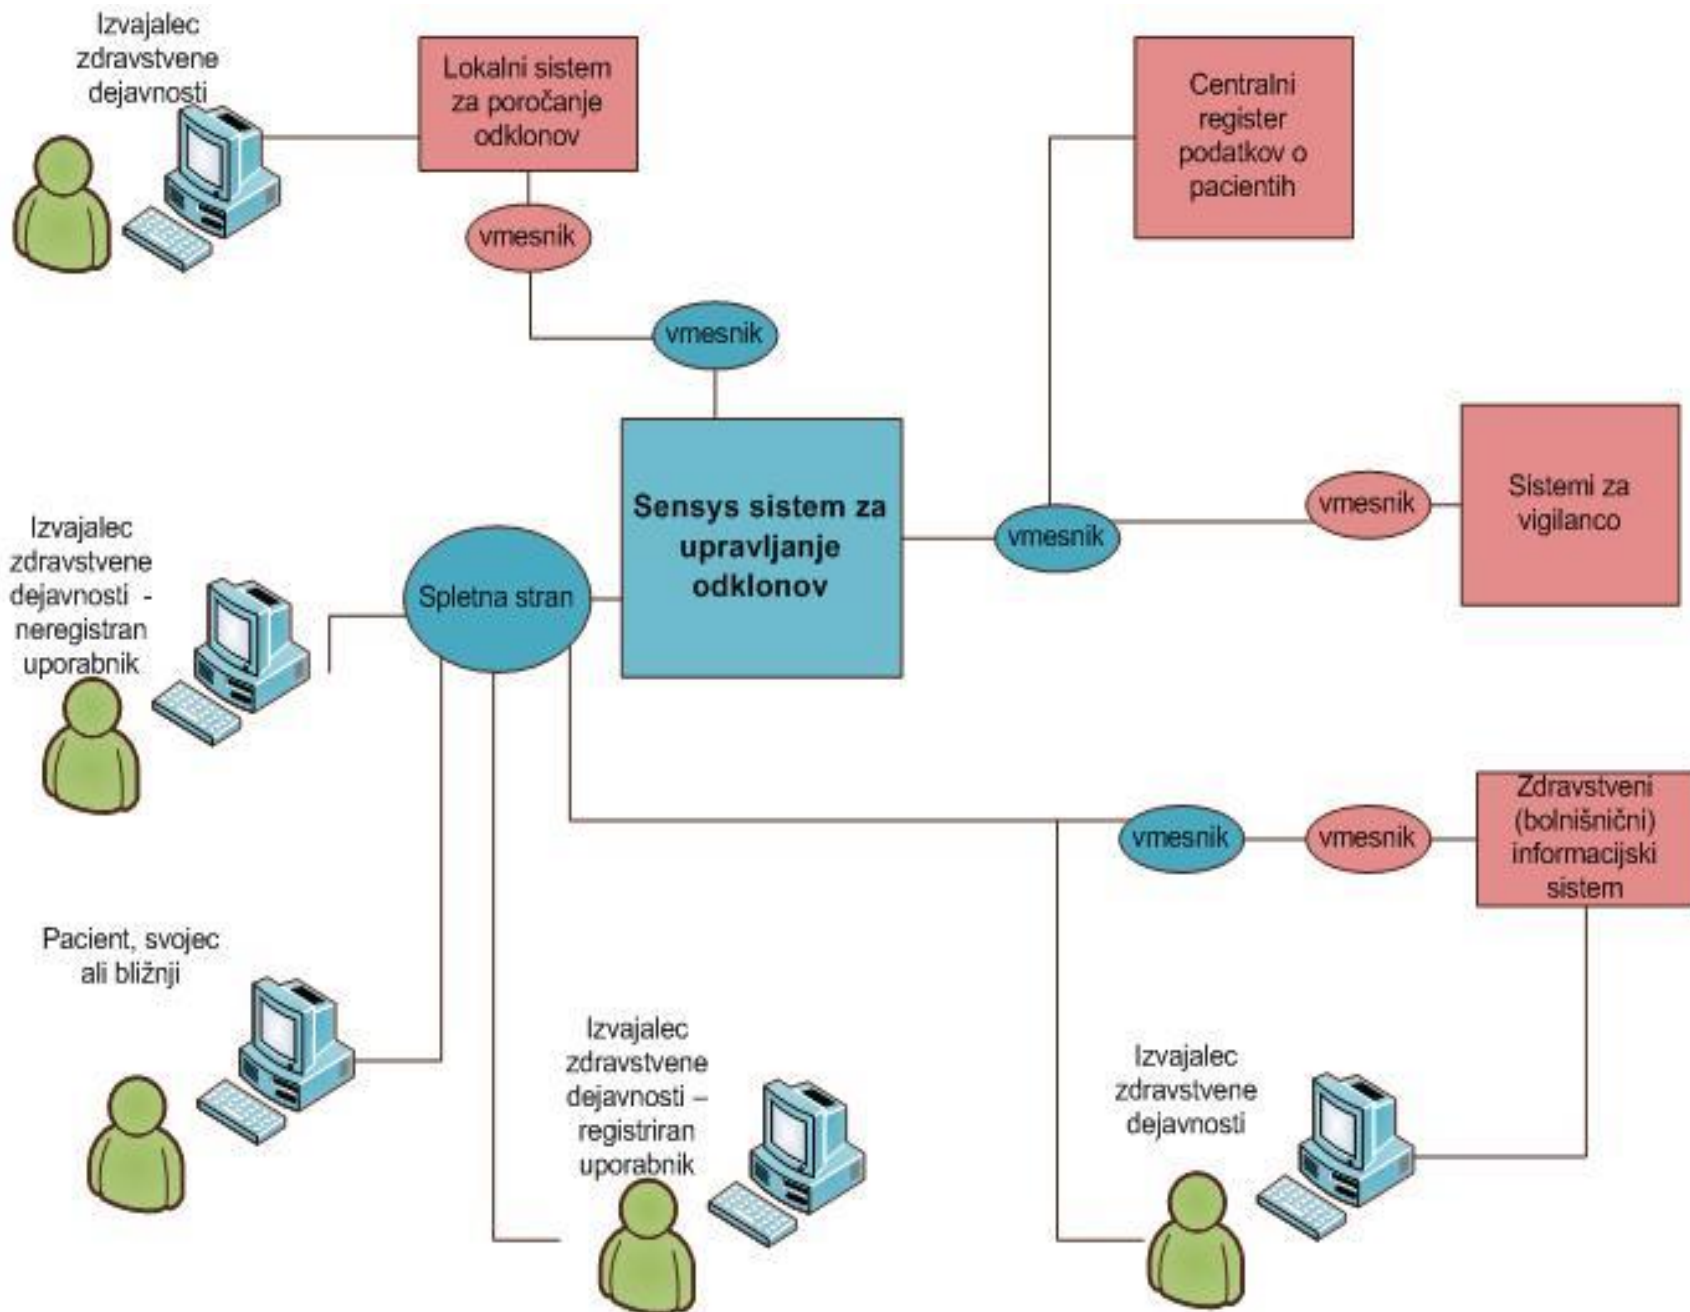 Izvajalec
zdravstvene
dejavnosti
Lokalni sistem
za poročanje
odklonov
Centralni
register
podatkov o
pacientih
vmesnik
vmesnik
Sensys sistem za
upravljanje
odklonov
vmesnik
vmesnik
Sistemi za
vigilanco
Izvajalec
zdravstvene
dejavnosti -
neregistran
uporabnik
Spletna stran
vmesnik
vmesnik
Zdravstveni
(bolnišnični)
informacijski
sistem
Pacient, svojec
ali bližnji
Izvajalec
zdravstvene
dejavnosti –
registriran
uporabnik
Izvajalec
zdravstvene
dejavnosti